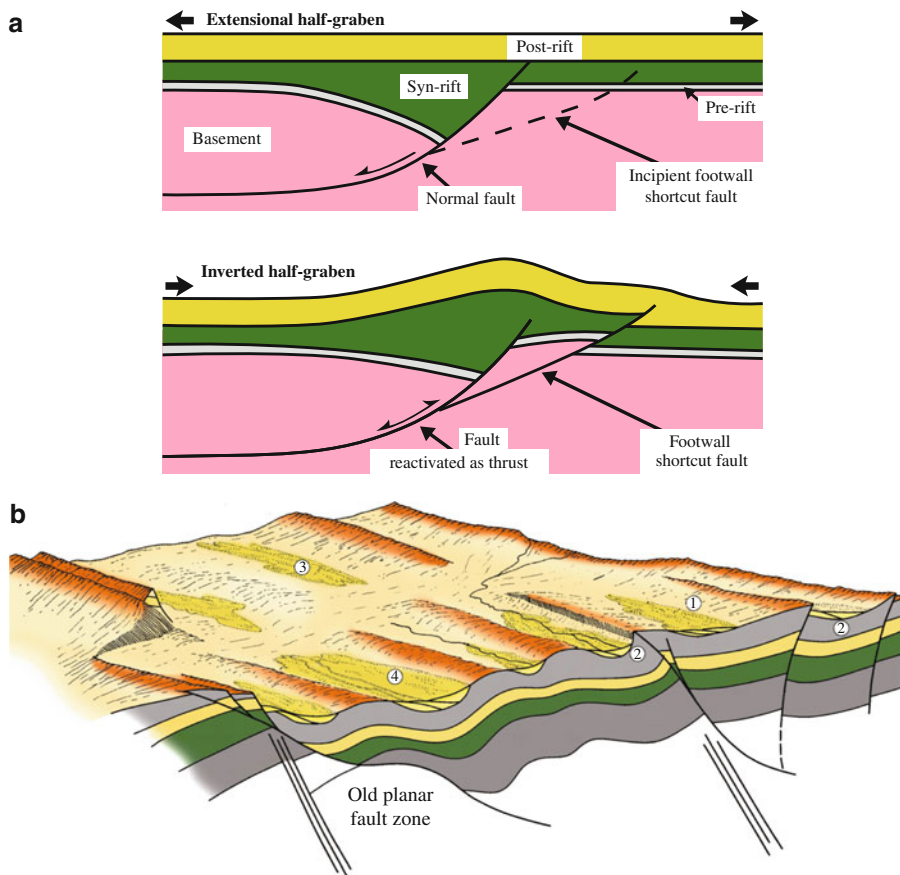 a
Extensional half-graben
Post-rift
Syn-rift
Pre-rift
Basement
Incipient footwall
shortcut fault
Normal fault
Inverted half-graben
Fault
reactivated as thrust
Footwall
shortcut fault
b
3
1
2
2
4
Old planar
fault zone